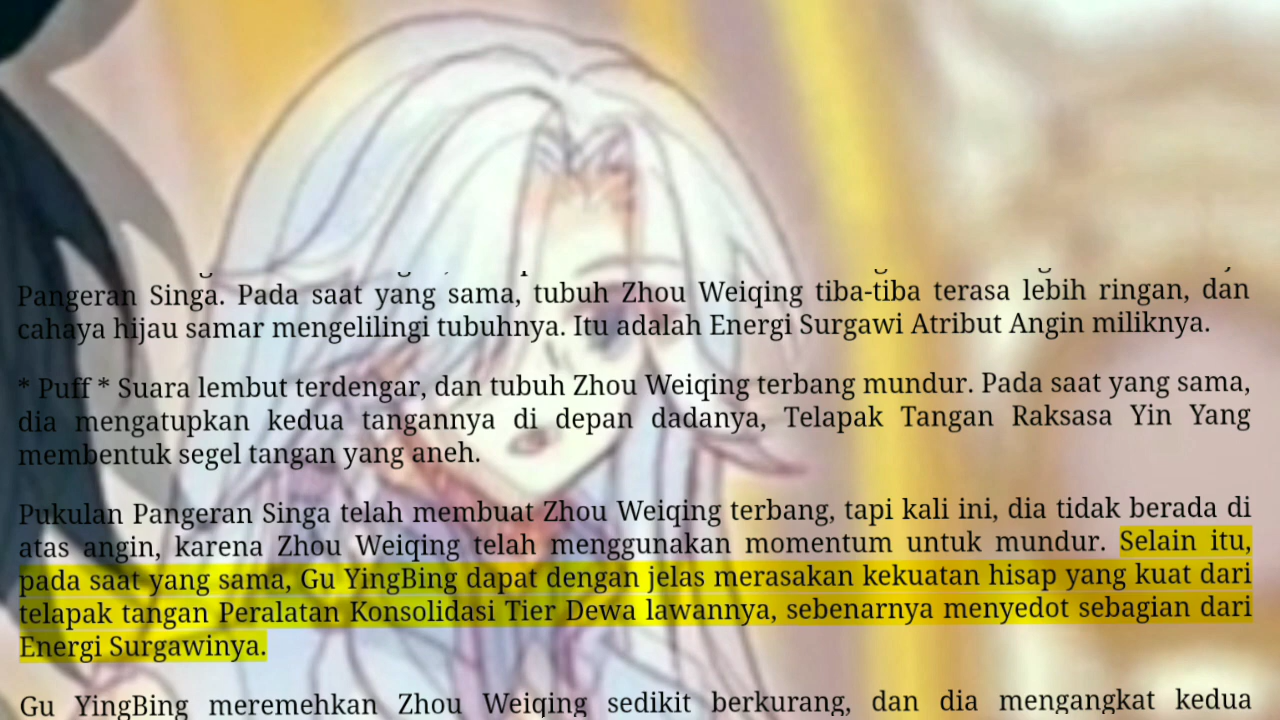 Pangeran Singa. Pada saat yang sama, tubuh Zhou Weiqing tiba-tiba terasa lebih ringan, dan
cahaya hijau samar mengelilingi tubuhnya. Itu adalah Energi Surgawi Atribut Angin miliknya.
* Puff * Suara lembut terdengar, dan tubuh Zhou Weiqing terbang mundur. Pada saat yang sama,
dia mengatupkan kedua tangannya di depan dadanya, Telapak Tangan Raksasa Yin Yang
membentuk segel tangan yang aneh.
Pukulan Pangeran Singa telah membuat Zhou Weiqing terbang, tapi kali ini, dia tidak berada di
atas angin, karena Zhou Weiqing telah menggunakan momentum untuk mundur. Selain itu,
pada saat yang sama, Gu YingBing dapat dengan jelas merasakan kekuatan hisap yang kuat dari
telapak tangan Peralatan Konsolidasi Tier Dewa lawannya, sebenarnya menyedot sebagian dari
Energi Surgawinya.
Gu YingBing meremehkan Zhou Weiqing sedikit berkurang, dan dia mengangkat kedua